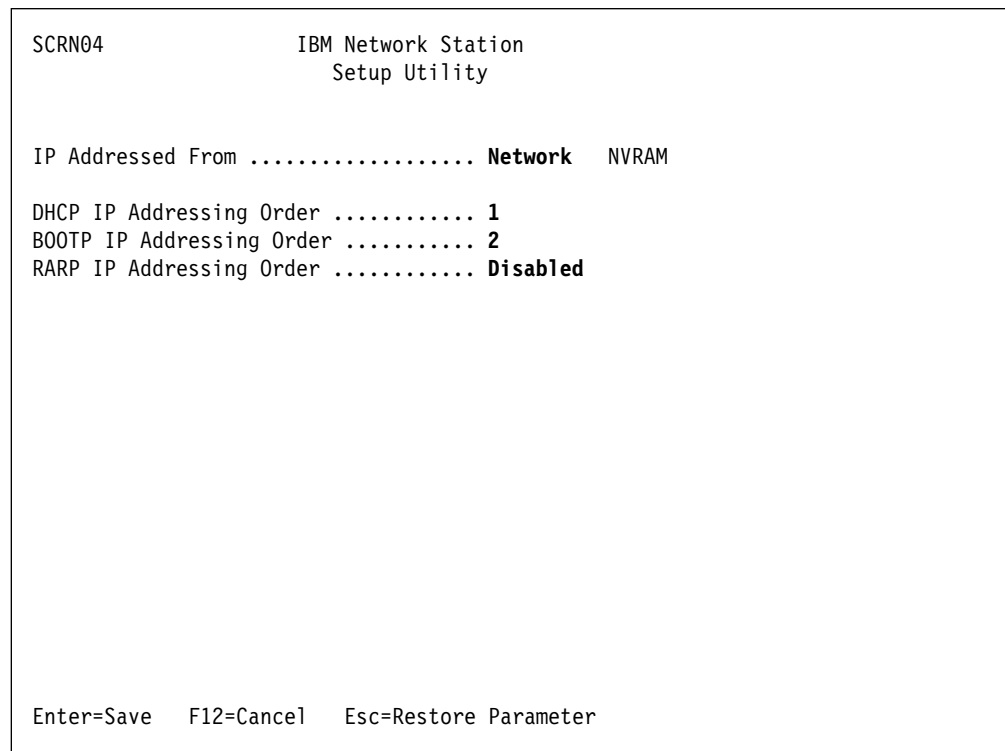 SCRN04 IBM Network Station
Setup Utility
IP Addressed From ................... Network NVRAM
DHCP IP Addressing Order ............ 1
BOOTP IP Addressing Order ........... 2
RARP IP Addressing Order ............ Disabled
Enter=Save F12=Cancel Esc=Restore Parameter